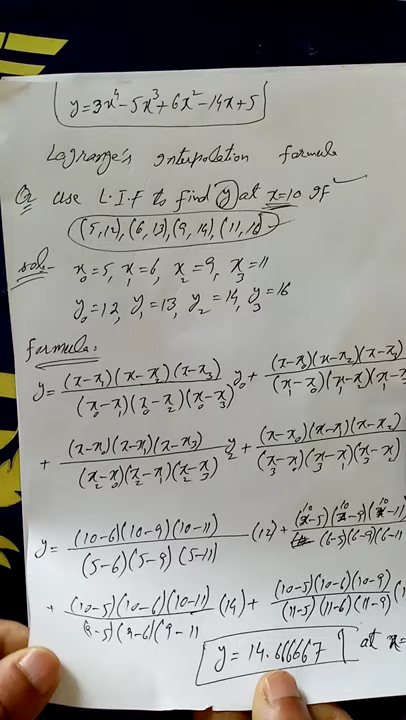 y=3x⁴-5x³+6x²-14x+5
Lagrange's interpolation formula
Q Use L.I.F to find y at x=10 if
(5,12), (6,13), (9,14), (11,16)
soln- x₀=5, x₁=6, x₂=9, x₃=11
y₀=12, y₁=13, y₂=14, y₃=16
formula:
y= (x-x₁)(x-x₂)(x-x₃) / (x₀-x₁)(x₀-x₂)(x₀-x₃) y₀ + (x-x₀)(x-x₂)(x-x₃) / (x₁-x₀)(x₁-x₂)(x₁-x₃
+ (x-x₀)(x-x₁)(x-x₃) / (x₂-x₀)(x₂-x₁)(x₂-x₃) y₂ + (x-x₀)(x-x₁)(x-x₂) / (x₃-x₀)(x₃-x₁)(x₃-x₂)
y= (10-6)(10-9)(10-11) / (5-6)(5-9)(5-11) (12) + (10-5)(10-9)(10-11) / (6-5)(6-9)(6-11
+ (10-5)(10-6)(10-11) / (9-5)(9-6)(9-11 (14) + (10-5)(10-6)(10-9) / (11-5)(11-6)(11-9) (1
y=14.666667 at x=